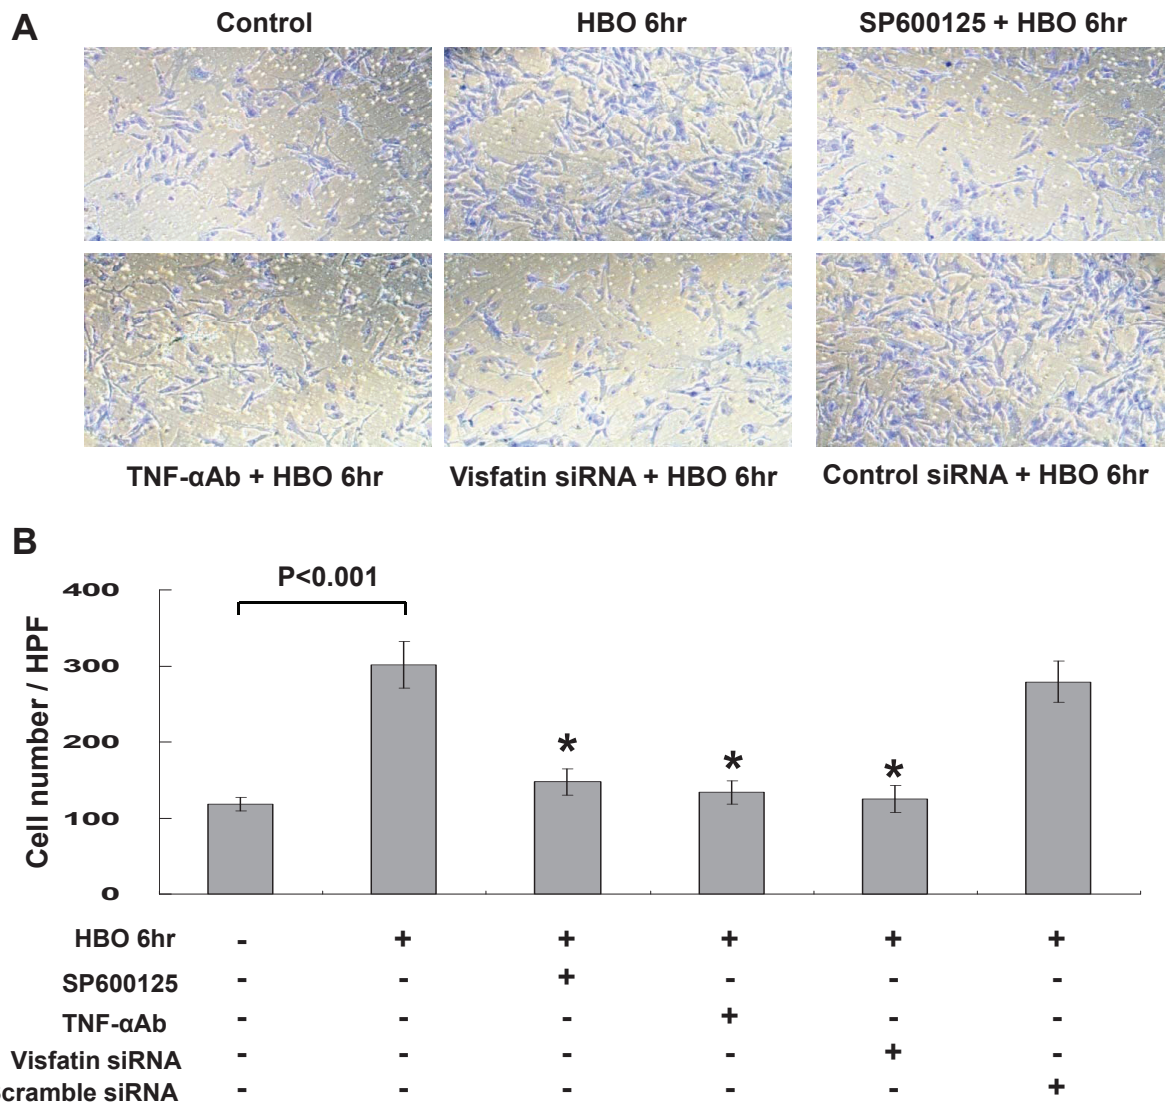 A
Control HBO 6hr SP600125 + HBO 6hr
TNF-αAb + HBO 6hr Visfatin siRNA + HBO 6hr Control siRNA + HBO 6hr
B
P<0.001
Cell number / HPF
400
300
200
100
0
* * *
HBO 6hr - + + + + +
SP600125 - - + - - -
TNF-αAb - - - + - -
Visfatin siRNA - - - - + -
cramble siRNA - - - - - +